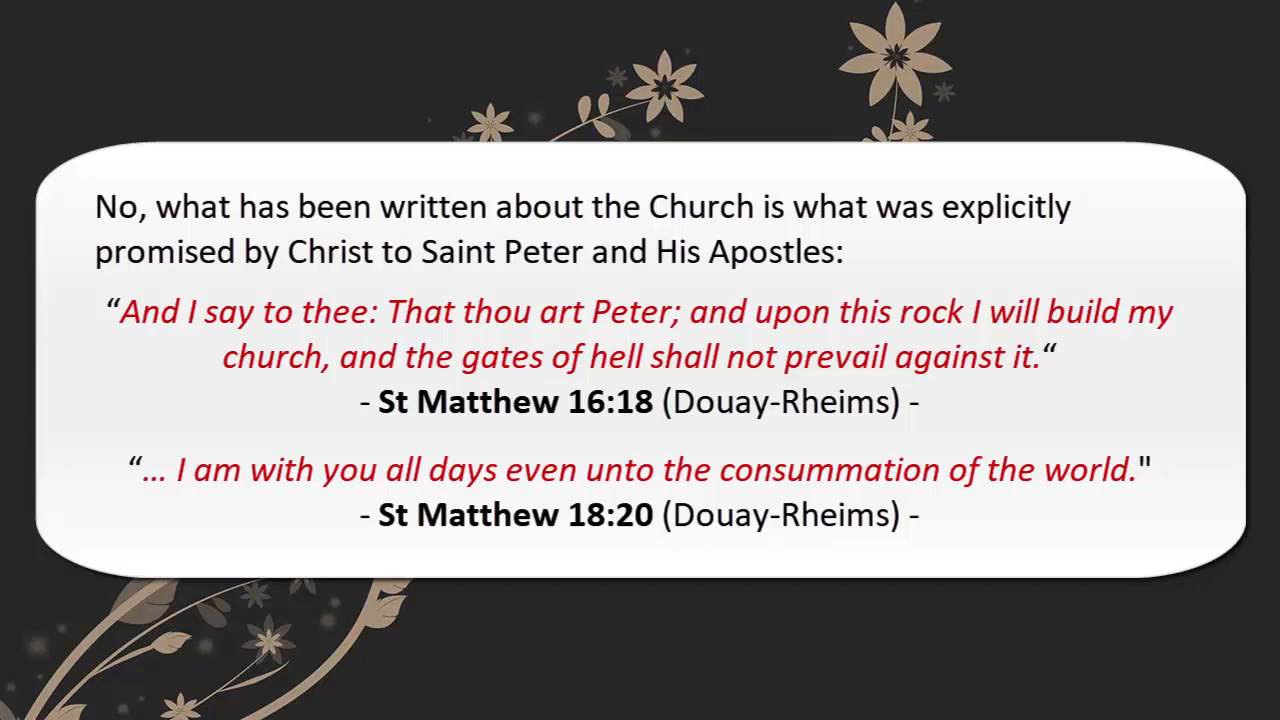 No, what has been written about the Church is what was explicitly
promised by Christ to Saint Peter and His Apostles:
“And I say to thee: That thou art Peter; and upon this rock I will build my
church, and the gates of hell shall not prevail against it.“
- St Matthew 16:18 (Douay-Rheims) -
“... I am with you all days even unto the consummation of the world."
- St Matthew 18:20 (Douay-Rheims) -